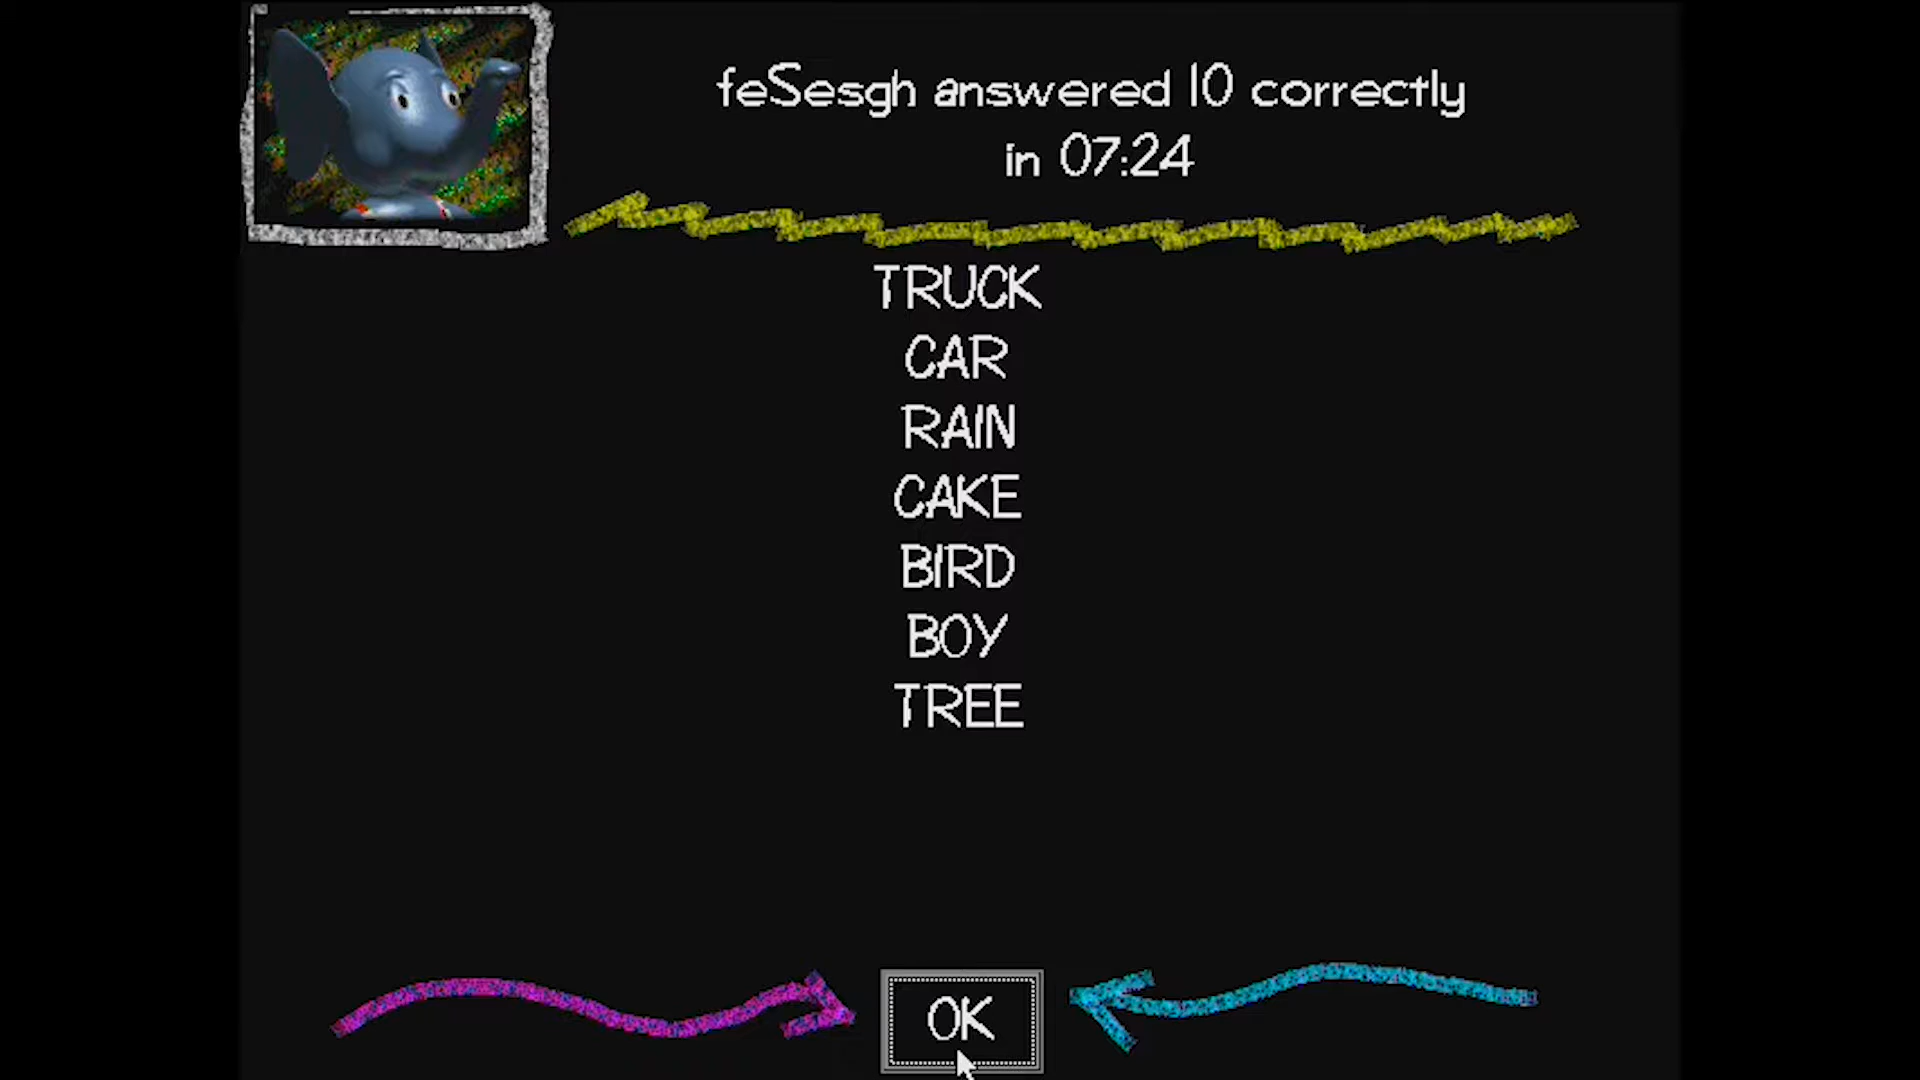 feSesgh answered 10 correctly
in 07:24
TRUCK
CAR
RAIN
CAKE
BIRD
BOY
TREE
OK